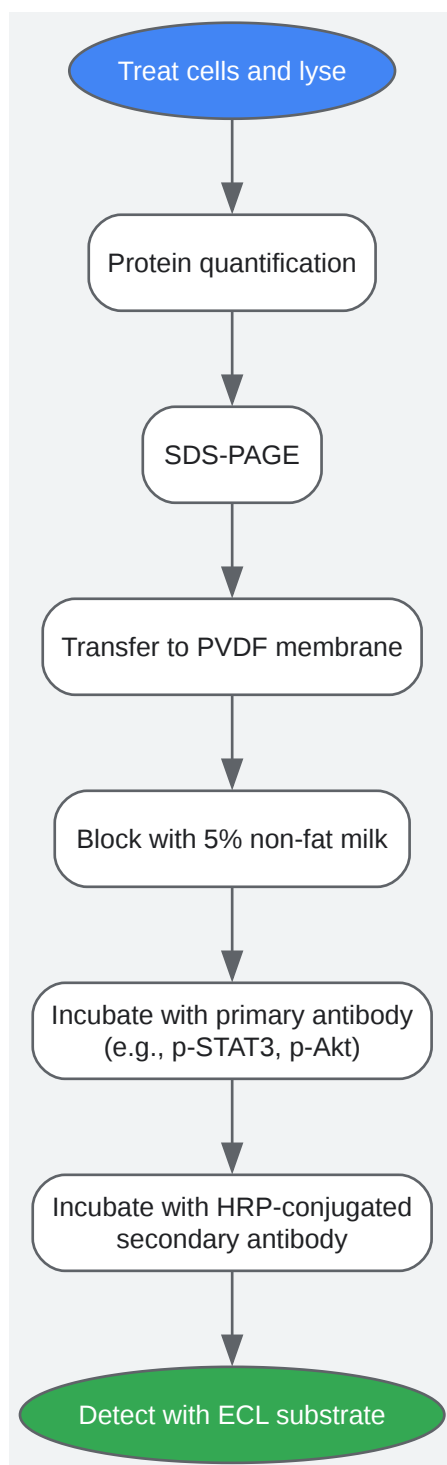 Treat cells and lyse
Protein quantification
SDS-PAGE
Transfer to PVDF membrane
Block with 5% non-fat milk
Incubate with primary antibody
(e.g., p-STAT3, p-Akt)
Incubate with HRP-conjugated
secondary antibody
Detect with ECL substrate